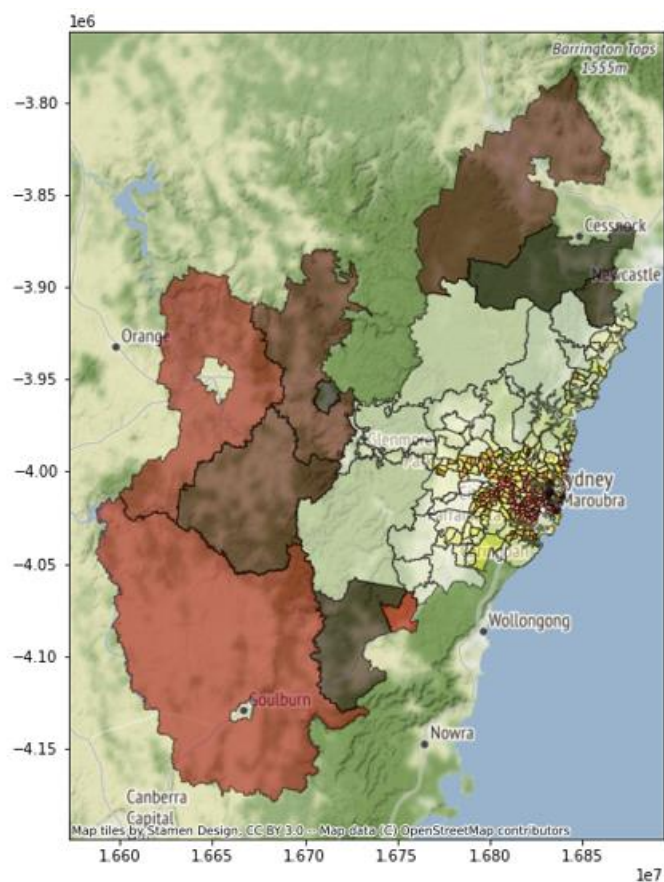 1e6
Barrington Tops
1555m
−3.80
−3.85
Cessnock
Newcastle
−3.90
Orange
−3.95
Glenmore
−4.00
Sydney
Maroubra
−4.05
Wollongong
−4.10
Goulburn
Nowra
−4.15
Canberra
Capital
Map tiles by Stamen Design, CC BY 3.0 -- Map data (C) OpenStreetMap contributors
1.660 1.665 1.670 1.675 1.680 1.685
1e7